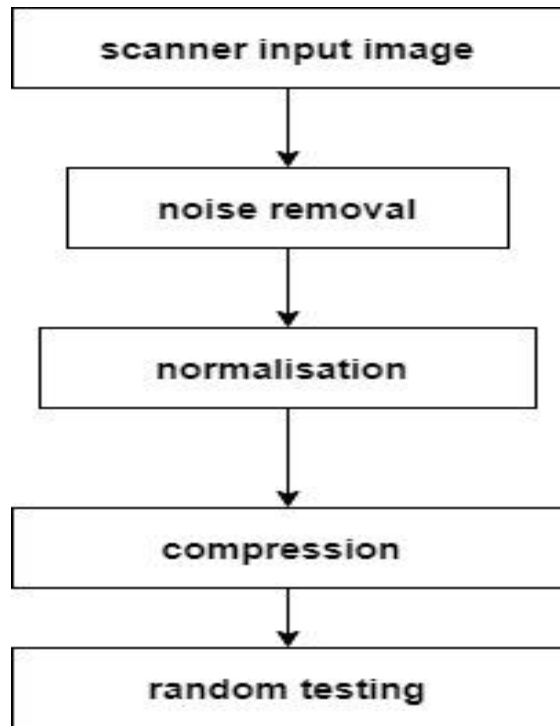 scanner input image
noise removal
normalisation
compression
random testing